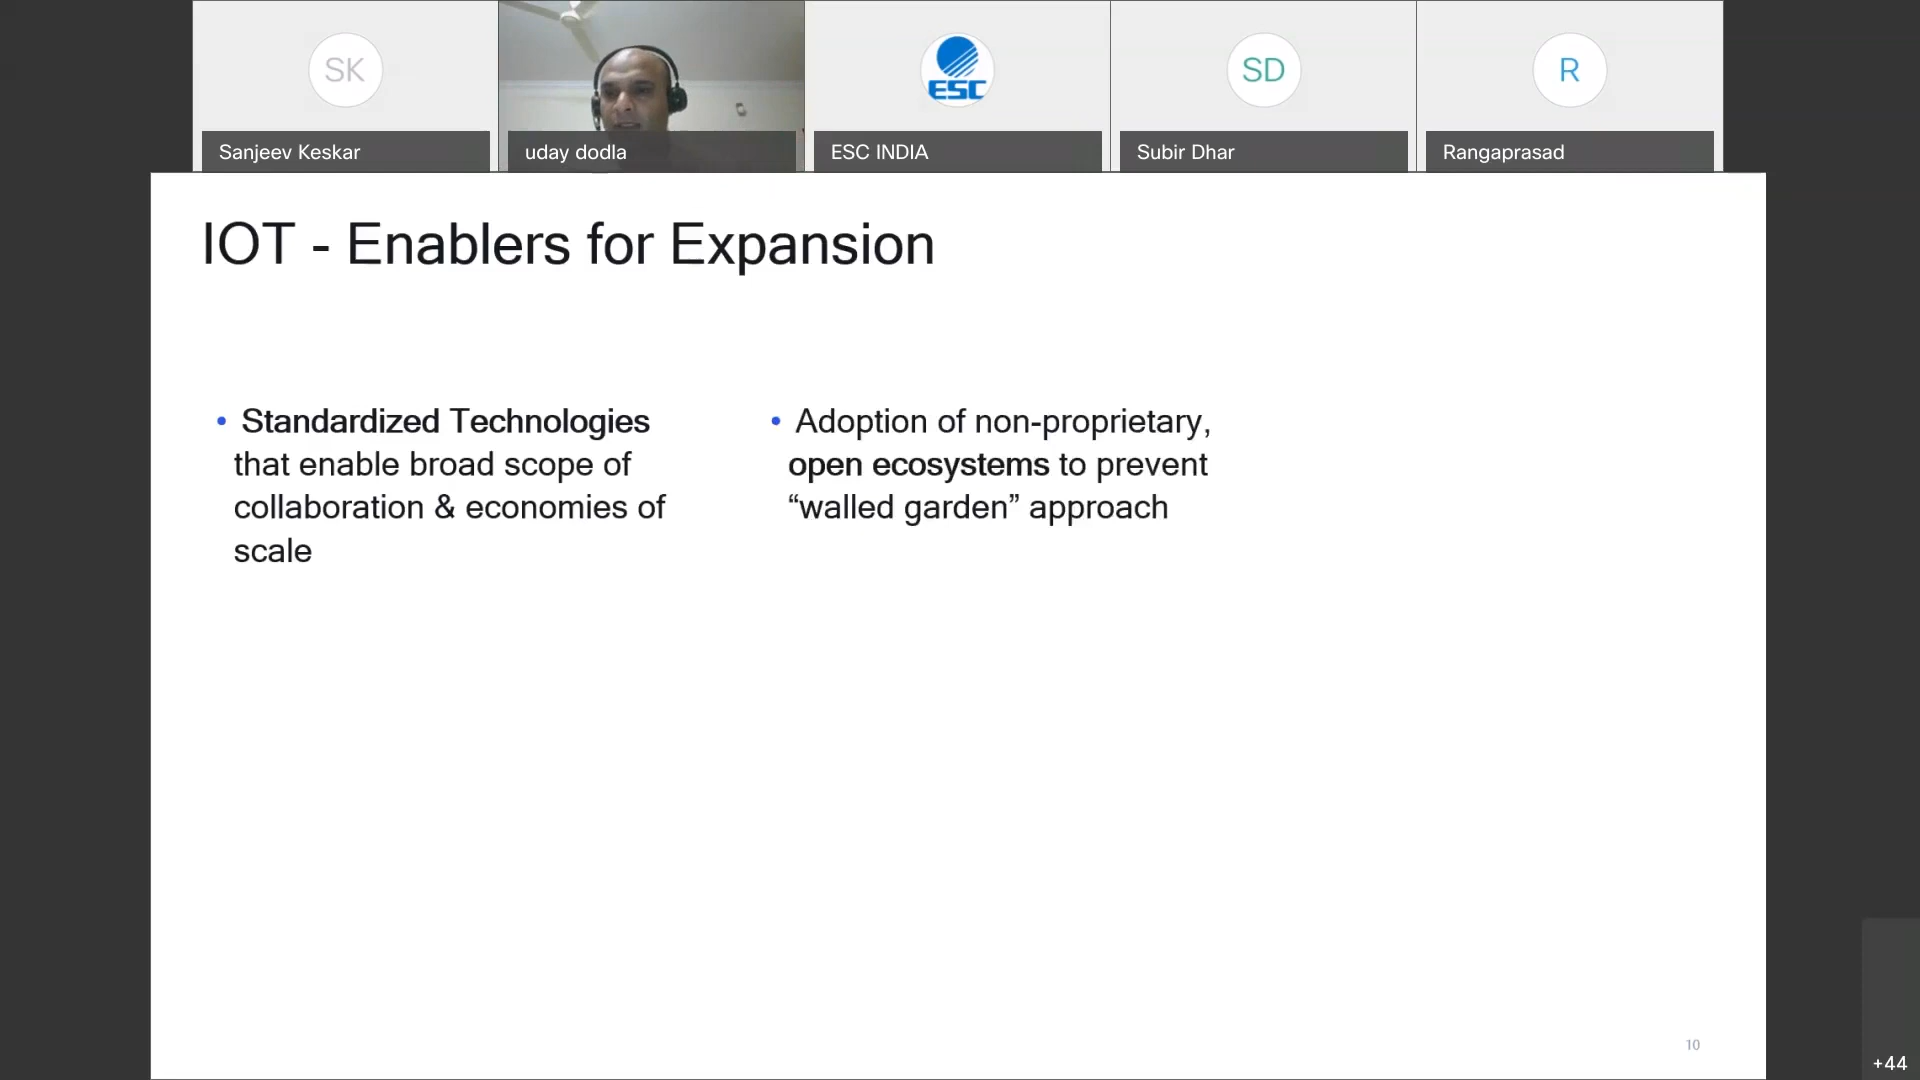 SK
ESC
SD
R
Sanjeev Keskar
uday dodla
ESC INDIA
Subir Dhar
Rangaprasad
IOT - Enablers for Expansion
• Standardized Technologies
that enable broad scope of
collaboration & economies of
scale
• Adoption of non-proprietary,
open ecosystems to prevent
“walled garden” approach
10
+44